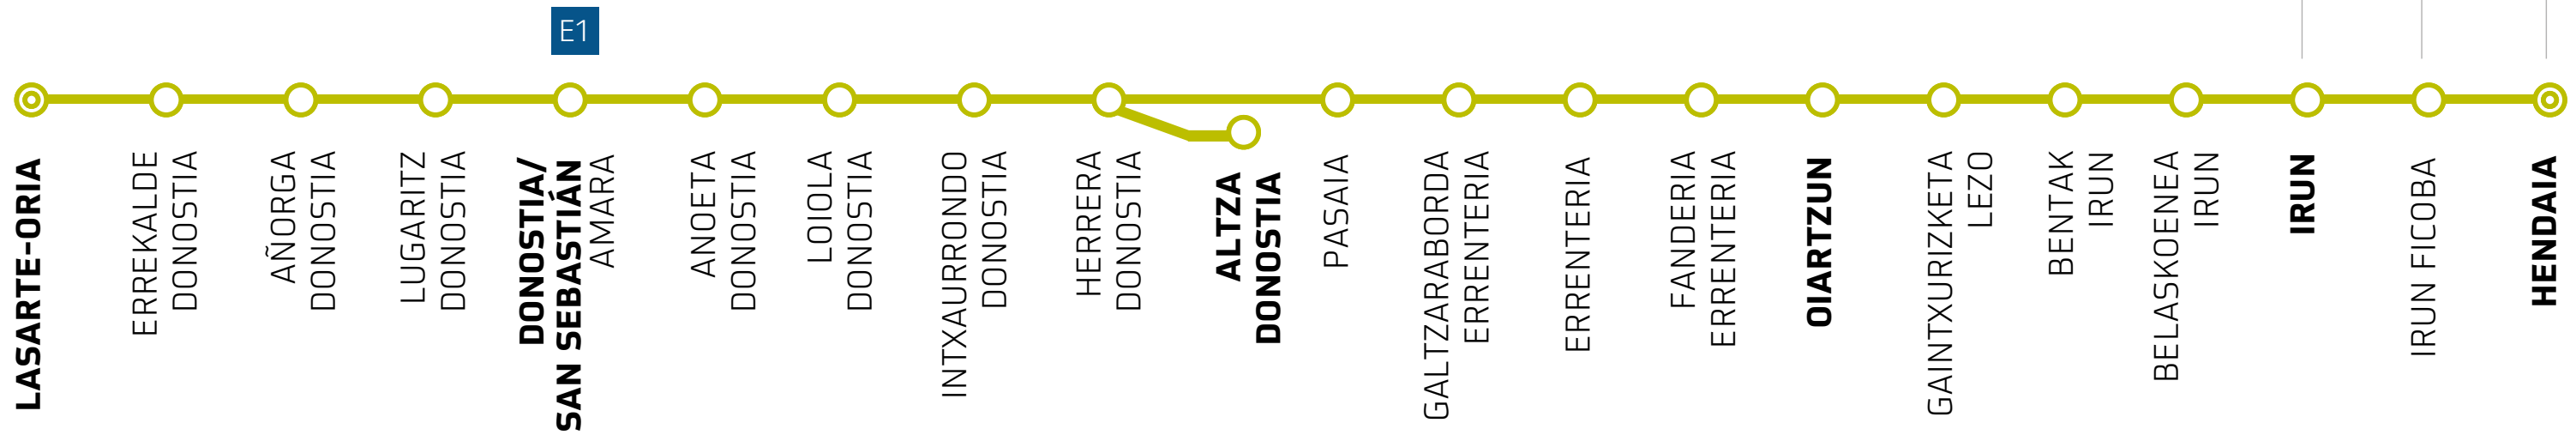 E1
LASARTE-ORIA
ERREKALDE
DONOSTIA
AÑORGA
DONOSTIA
LUGARITZ
DONOSTIA
DONOSTIA/
SAN SEBASTIÁN
AMARA
ANOETA
DONOSTIA
LOIOLA
DONOSTIA
INTXAURRONDO
DONOSTIA
HERRERA
DONOSTIA
ALTZA
DONOSTIA
PASAIA
GALTZARABORDA
ERRENTERIA
ERRENTERIA
FANDERIA
ERRENTERIA
OIARTZUN
GAINTXURIZKETA
LEZO
BENTAK
IRUN
BELASKOENEA
IRUN
IRUN
IRUN FICOBA
HENDAIA